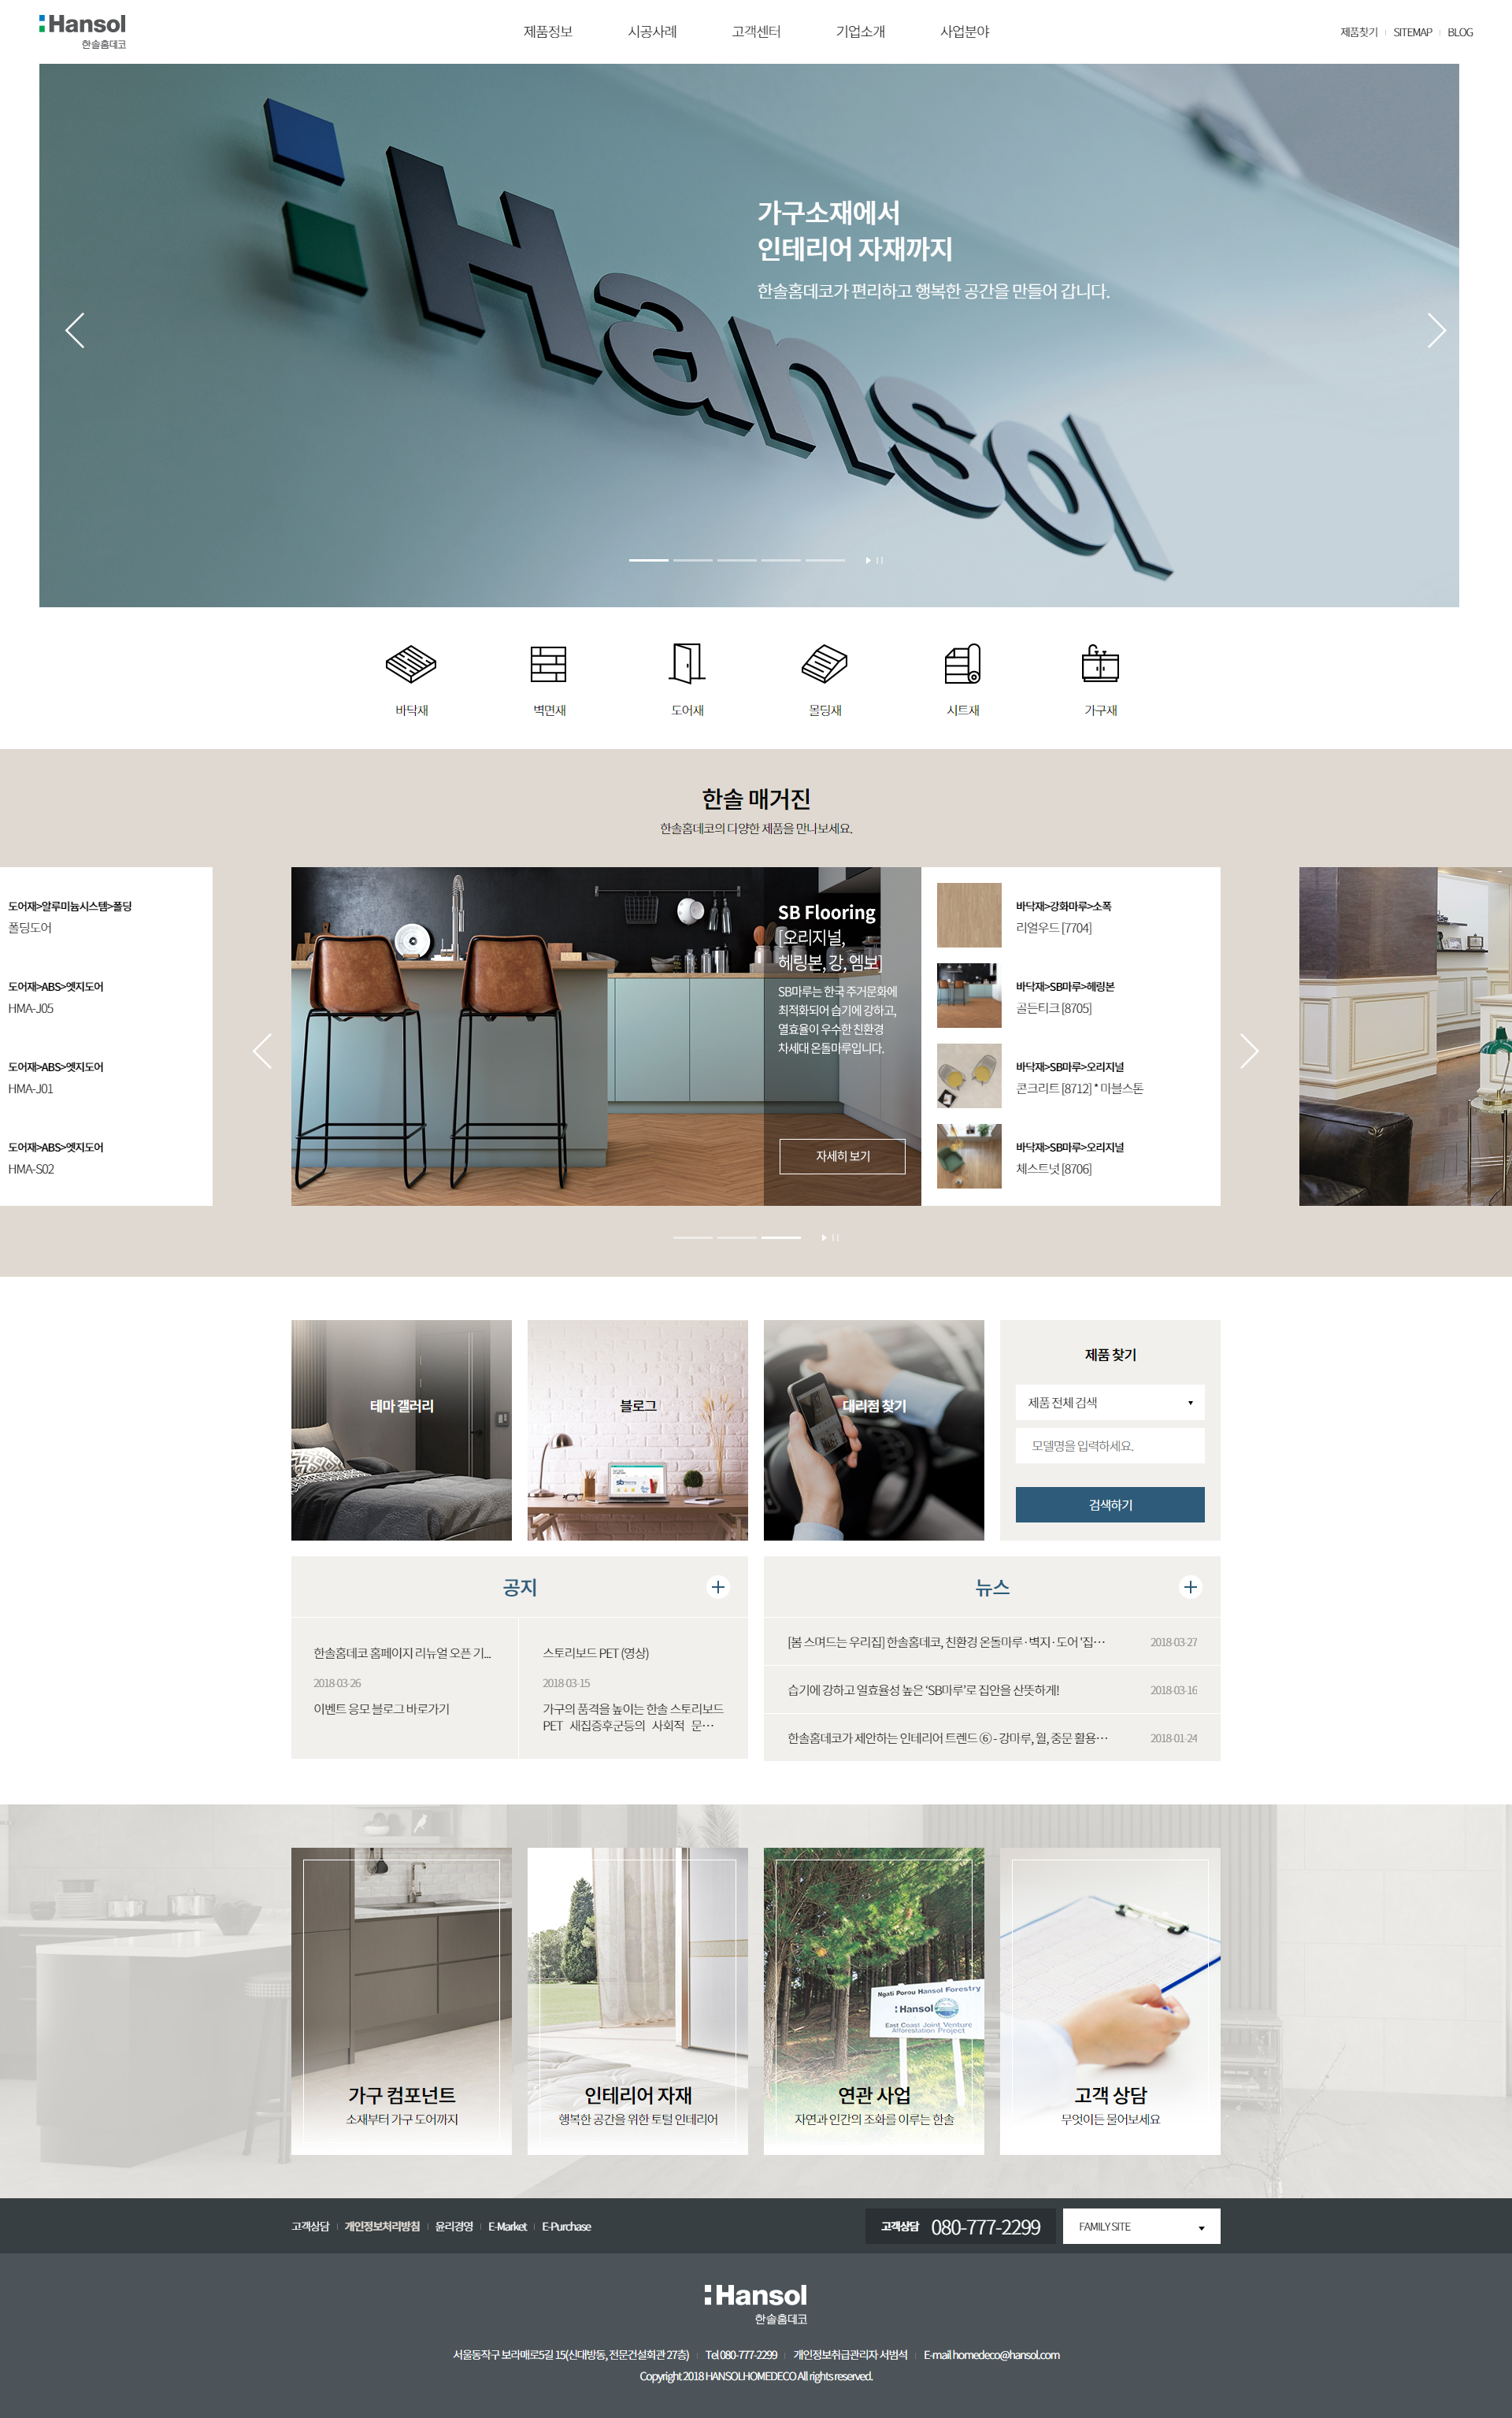 Hansol
한솔홈데코
제품정보
시공사례
고객센터
기업소개
사업분야
제품찾기
SITEMAP
BLOG
Hansol
가구소재에서
인테리어 자재까지
한솔홈데코가 편리하고 행복한 공간을 만들어 갑니다.
바닥재
벽면재
도어재
몰딩재
시트재
가구재
한솔 매거진
한솔홈데코의 다양한 제품을 만나보세요.
도어재>알루미늄시스템>폴딩
폴딩도어
도어재>ABS>엣지도어
HMA-J05
도어재>ABS>엣지도어
HMA-J01
도어재>ABS>엣지도어
HMA-S02
SB Flooring
[오리지널,
헤링본, 강, 엠보]
SB마루는 한국 주거문화에
최적화되어 습기에 강하고,
열효율이 우수한 친환경
차세대 온돌마루입니다.
자세히 보기
바닥재>강화마루>소폭
리얼우드 [7704]
바닥재>SB마루>헤링본
골든티크 [8705]
바닥재>SB마루>오리지널
콘크리트 [8712] * 마블스톤
바닥재>SB마루>오리지널
체스트넛 [8706]
테마 갤러리
블로그
대리점 찾기
제품 찾기
제품 전체 검색
모델명을 입력하세요.
검색하기
공지
한솔홈데코 홈페이지 리뉴얼 오픈 기...
2018-03-26
이벤트 응모 블로그 바로가기
스토리보드 PET (영상)
2018-03-15
가구의 품격을 높이는 한솔 스토리보드
PET 새집증후군등의 사회적 문…
뉴스
[봄 스며드는 우리집] 한솔홈데코, 친환경 온돌마루·벽지·도어 '집…
2018-03-27
습기에 강하고 열효율성 높은 ‘SB마루’로 집안을 산뜻하게!
2018-03-16
한솔홈데코가 제안하는 인테리어 트렌드 ⑥ - 강마루, 월, 중문 활용…
2018-01-24
Ngati Porou Hansol Forestry
Hansol
East Coast Joint Venture
Afforestation Project
가구 컴포넌트
소재부터 가구 도어까지
인테리어 자재
행복한 공간을 위한 토털 인테리어
연관 사업
자연과 인간의 조화를 이루는 한솔
고객 상담
무엇이든 물어보세요
고객상담
개인정보처리방침
윤리경영
E-Market
E-Purchase
고객상담 080-777-2299
FAMILY SITE
Hansol
한솔홈데코
서울동작구 보라매로5길 15(신대방동, 전문건설회관 27층) Tel 080-777-2299 개인정보취급관리자 서범석 E-mail homedeco@hansol.com
Copyright 2018 HANSOLHOMEDECO All rights reserved.